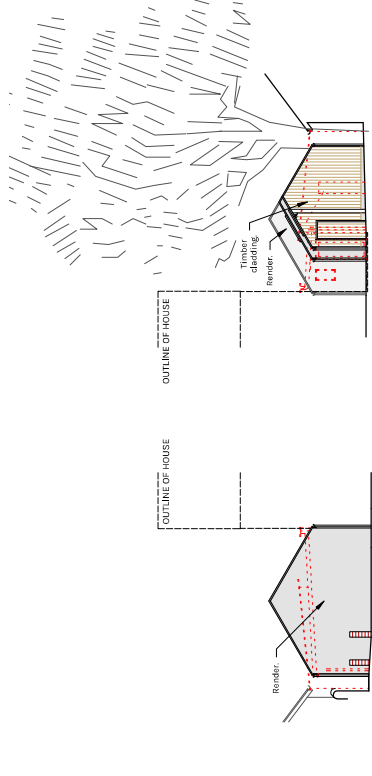 OUTLINE OF HOUSE
Timber
cladding.
Render.
OUTLINE OF HOUSE
Render.